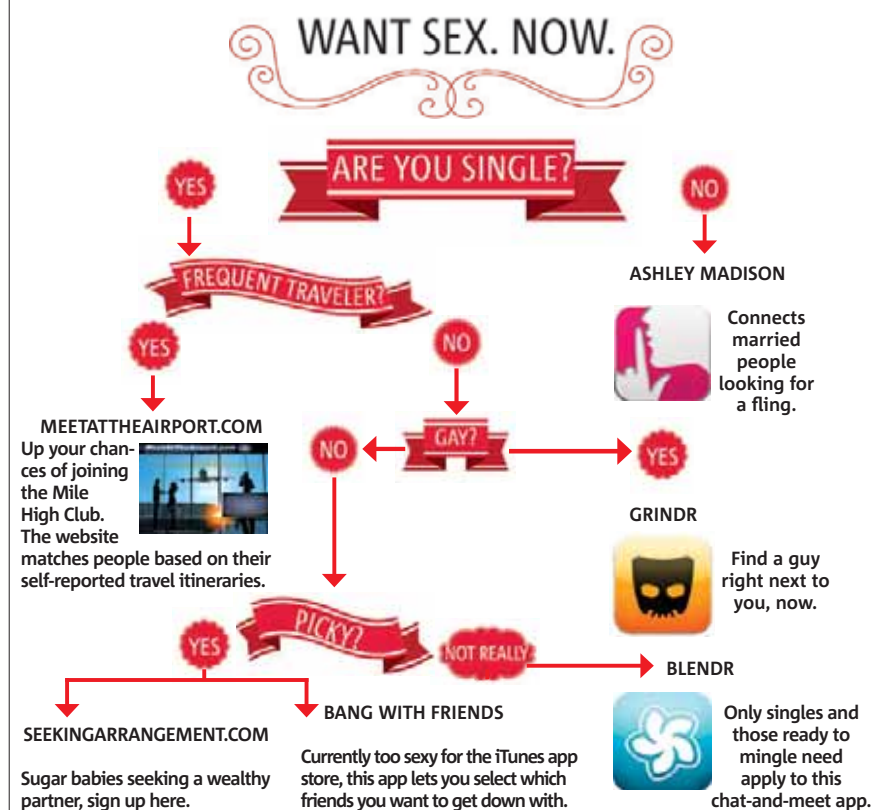 WANT SEX. NOW.
ARE YOU SINGLE?
YES
NO
FREQUENT TRAVELER?
ASHLEY MADISON
Connects
married
people
looking for
a fling.
YES
NO
MEETATTHEAIRPORT.COM
Up your chan-
ces of joining
the Mile
High Club.
The website
matches people based on their
self-reported travel itineraries.
NO
GAY?
YES
GRINDR
Find a guy
right next to
you, now.
PICKY?
YES
NOT REALLY
BLENDR
Only singles and
those ready to
mingle need
apply to this
chat-and-meet app.
SEEKINGARRANGEMENT.COM
Sugar babies seeking a wealthy
partner, sign up here.
BANG WITH FRIENDS
Currently too sexy for the iTunes app
store, this app lets you select which
friends you want to get down with.